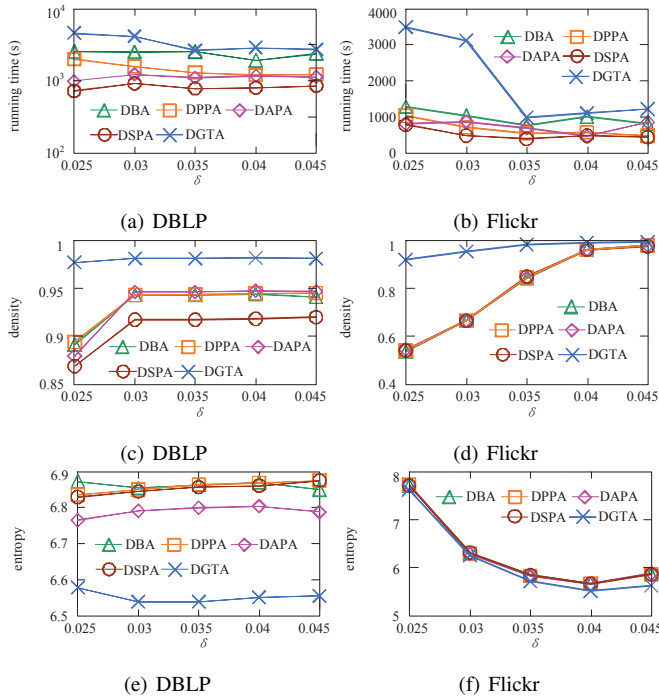 10^4
10^3
10^2
running time (s)
DBA DPPA DAPA
DSPA DGTA
0.025 0.03 0.035 0.04 0.045
δ
(a) DBLP
4000
3000
2000
1000
0
running time (s)
DBA DPPA
DAPA DSPA
DGTA
0.025 0.03 0.035 0.04 0.045
δ
(b) Flickr
1
0.95
0.9
0.85
density
DBA DPPA DAPA
DSPA DGTA
0.025 0.03 0.035 0.04 0.045
δ
(c) DBLP
1
0.8
0.6
0.4
density
DBA
DPPA DAPA
DSPA DGTA
0.025 0.03 0.035 0.04 0.045
δ
(d) Flickr
6.9
6.8
6.7
6.6
6.5
entropy
DBA DPPA DAPA
DSPA DGTA
0.025 0.03 0.035 0.04 0.045
δ
(e) DBLP
8
7
6
5
entropy
DBA DPPA DAPA
DSPA DGTA
0.025 0.03 0.035 0.04 0.045
δ
(f) Flickr